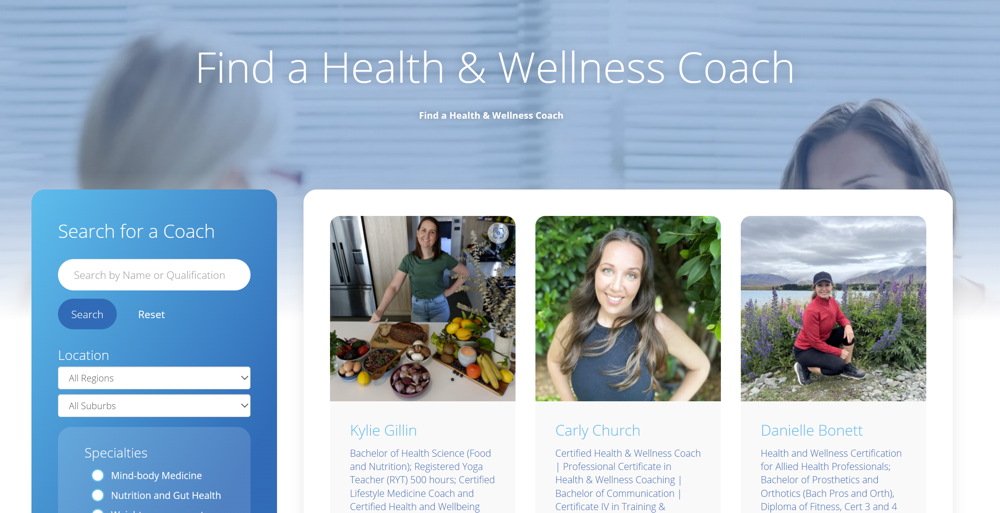 Find a Health & Wellness Coach
Find a Health & Wellness Coach
Search for a Coach
Search by Name or Qualification
Search
Reset
Location
All Regions
All Suburbs
Specialties
Mind-body Medicine
Nutrition and Gut Health
Kylie Gillin
Bachelor of Health Science (Food
and Nutrition); Registered Yoga
Teacher (RYT) 500 hours; Certified
Lifestyle Medicine Coach and
Certified Health and Wellbeing
Carly Church
Certified Health & Wellness Coach
| Professional Certificate in
Health & Wellness Coaching |
Bachelor of Communication |
Certificate IV in Training &
Danielle Bonett
Health and Wellness Certification
for Allied Health Professionals;
Bachelor of Prosthetics and
Orthotics (Bach Pros and Orth),
Diploma of Fitness, Cert 3 and 4